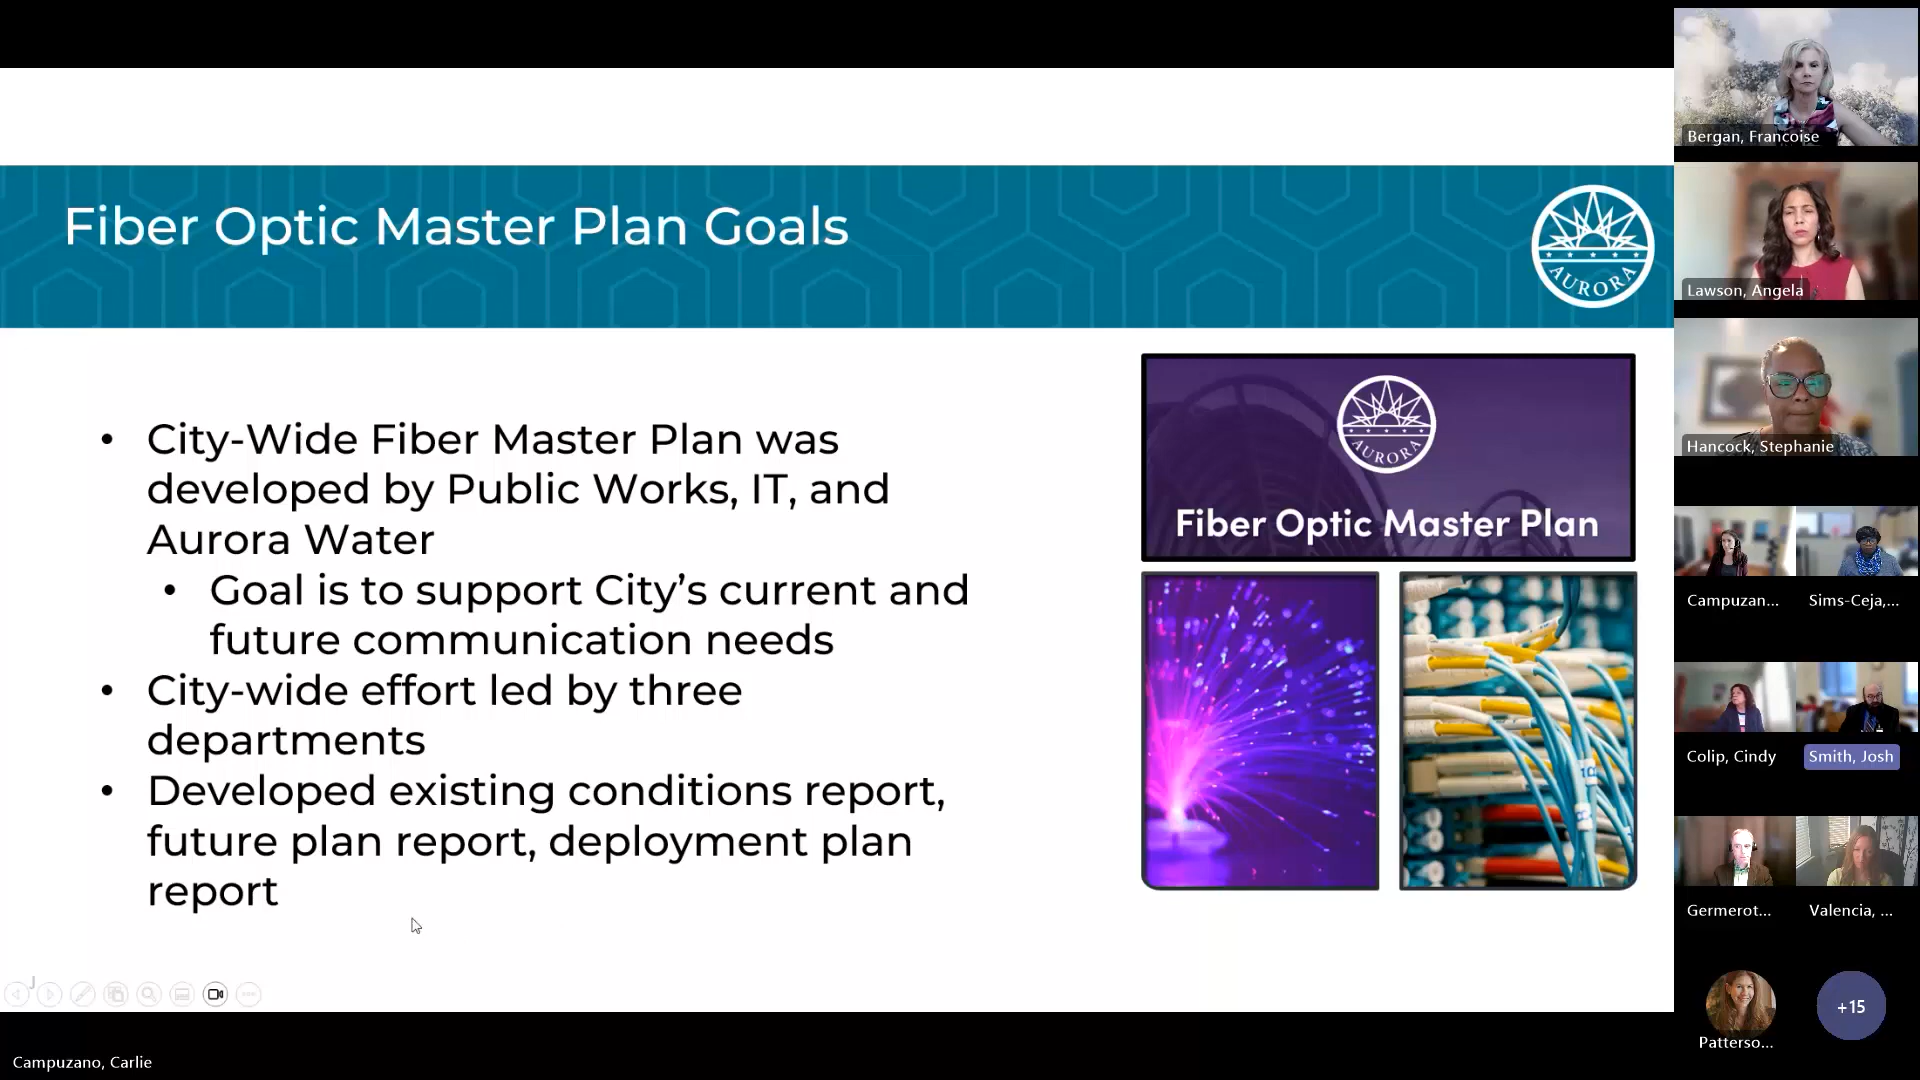 Fiber Optic Master Plan Goals
AURORA
• City-Wide Fiber Master Plan was
developed by Public Works, IT, and
Aurora Water
• Goal is to support City’s current and
future communication needs
• City-wide effort led by three
departments
• Developed existing conditions report,
future plan report, deployment plan
report
AURORA
Fiber Optic Master Plan
Bergan, Francoise
Lawson, Angela
Hancock, Stephanie
Campuzan...
Sims-Ceja,...
Colip, Cindy
Smith, Josh
Germerot...
Valencia, ...
Patterso...
+15
Campuzano, Carlie